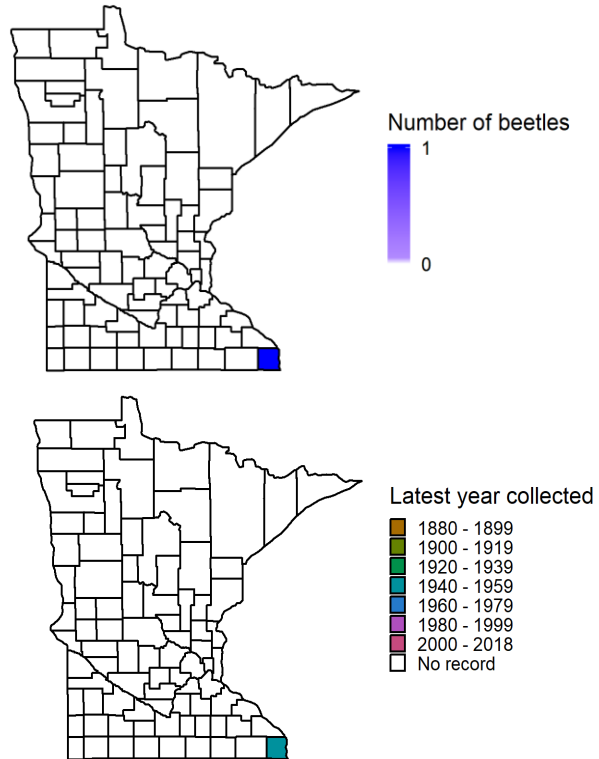 Number of beetles
1
0
Latest year collected
1880 - 1899
1900 - 1919
1920 - 1939
1940 - 1959
1960 - 1979
1980 - 1999
2000 - 2018
No record